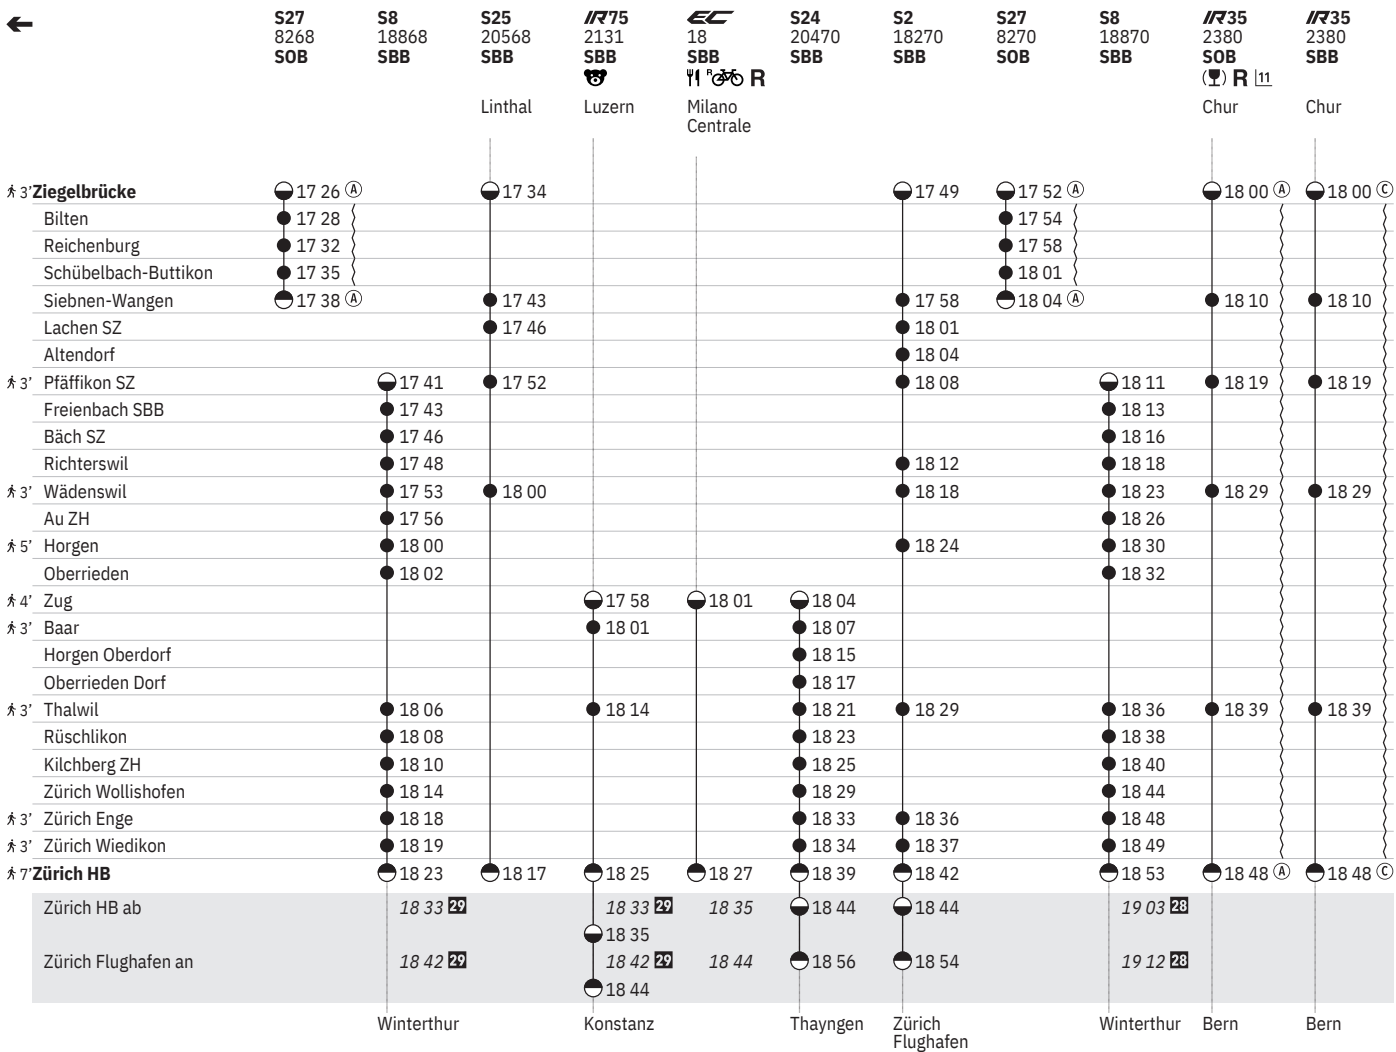 S27 S8 S25 IR75 EC S24 S2 S27 S8 IR35 IR35
8268 18868 20568 2131 18 20470 18270 8270 18870 2380 2380
SOB SBB SBB SBB SBB SBB SBB SOB SBB SOB SBB
R R R 11
Linthal Luzern Milano Chur Chur
Centrale
3' Ziegelbrücke 17 26 A 17 34 17 49 17 52 A 18 00 A 18 00 C
Bilten 17 28 17 54
Reichenburg 17 32 17 58
Schübelbach-Buttikon 17 35 18 01
Siebnen-Wangen 17 38 A 17 43 17 58 18 04 A 18 10 18 10
Lachen SZ 17 46 18 01
Altendorf 18 04
3' Pfäffikon SZ 17 41 17 52 18 08 18 11 18 19 18 19
Freienbach SBB 17 43 18 13
Bäch SZ 17 46 18 16
Richterswil 17 48 18 12 18 18
3' Wädenswil 17 53 18 00 18 18 18 23 18 29 18 29
Au ZH 17 56 18 26
5' Horgen 18 00 18 24 18 30
Oberrieden 18 02 18 32
4' Zug 17 58 18 01 18 04
3' Baar 18 01 18 07
Horgen Oberdorf 18 15
Oberrieden Dorf 18 17
3' Thalwil 18 06 18 14 18 21 18 29 18 36 18 39 18 39
Rüschlikon 18 08 18 23 18 38
Kilchberg ZH 18 10 18 25 18 40
Zürich Wollishofen 18 14 18 29 18 44
3' Zürich Enge 18 18 18 33 18 36 18 48
3' Zürich Wiedikon 18 19 18 34 18 37 18 49
7' Zürich HB 18 23 18 17 18 25 18 27 18 39 18 42 18 53 18 48 A 18 48 C
Zürich HB ab 18 33 29 18 33 29 18 35 18 44 18 44 19 03 28
18 35
Zürich Flughafen an 18 42 29 18 42 29 18 44 18 56 18 54 19 12 28
18 44
Winterthur Konstanz Thayngen Zürich Winterthur Bern Bern
Flughafen